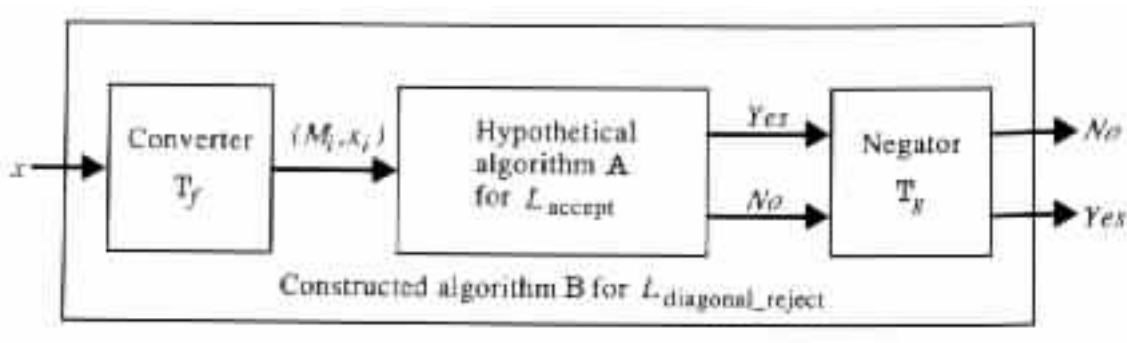 x
Converter
T_f
(M_i, x_i)
Hypothetical
algorithm A
for L_accept
Yes
No
Negator
T_g
No
Yes
Constructed algorithm B for L_diagonal_reject